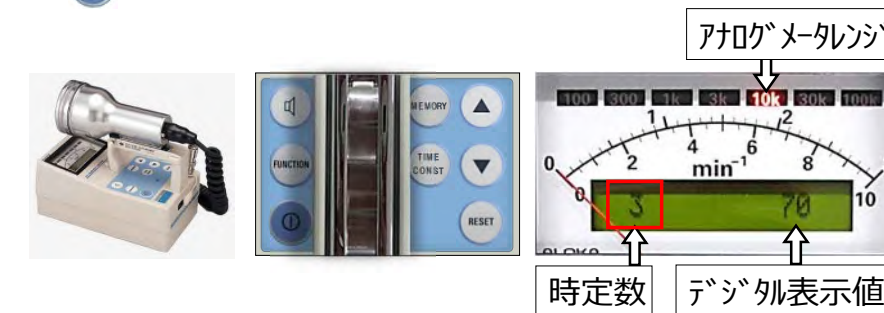 アナログメータレンジ
MEMORY
FUNCTION
TIME
CONST
RESET
100 300 1k 3k 10k 30k 100k
0 1 2
0 2 4 6 8 10
min⁻¹
3 70
時定数
デジタル表示値